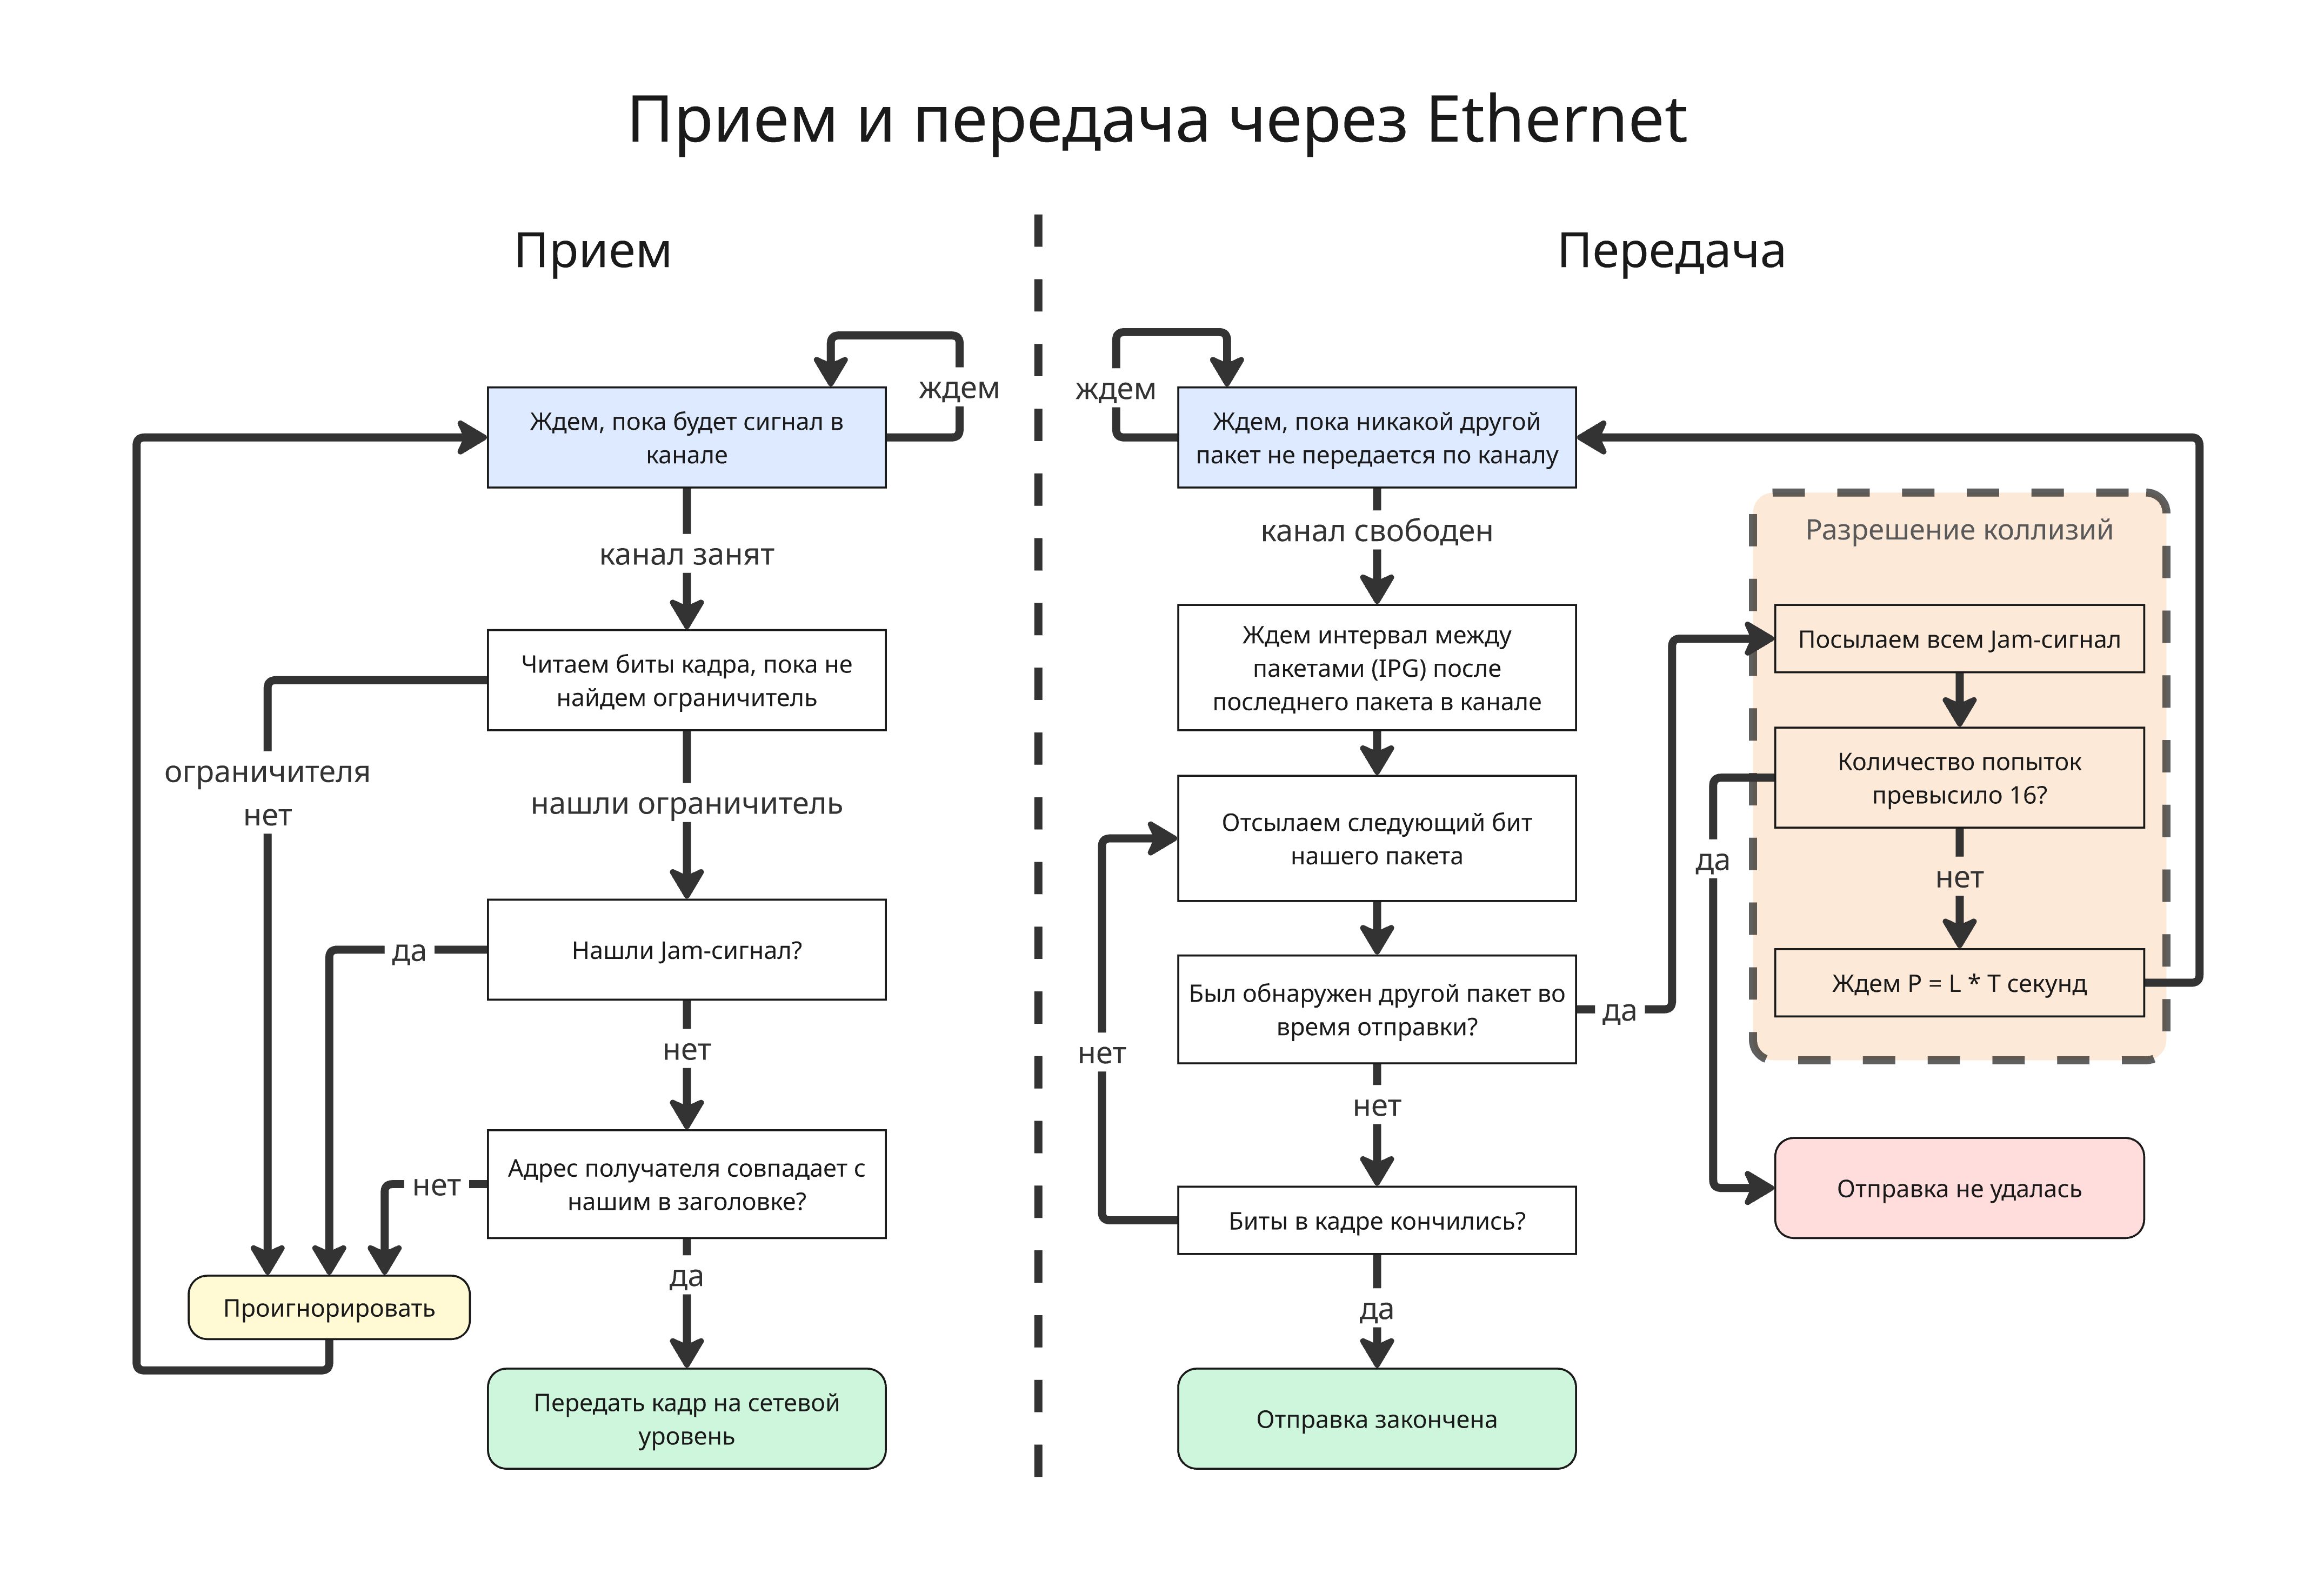 Прием и передача через Ethernet
Прием
ждем
Ждем, пока будет сигнал в
канале
канал занят
Читаем биты кадра, пока не
найдем ограничитель
ограничителя
нет
нашли ограничитель
Нашли Jam-сигнал?
да
нет
Адрес получателя совпадает с
нашим в заголовке?
нет
да
Проигнорировать
Передать кадр на сетевой
уровень
Передача
ждем
Ждем, пока никакой другой
пакет не передается по каналу
канал свободен
Ждем интервал между
пакетами (IPG) после
последнего пакета в канале
Отсылаем следующий бит
нашего пакета
Был обнаружен другой пакет во
время отправки?
да
нет
нет
Биты в кадре кончились?
да
Отправка закончена
Разрешение коллизий
Посылаем всем Jam-сигнал
Количество попыток
превысило 16?
да
нет
Ждем P = L * T секунд
Отправка не удалась